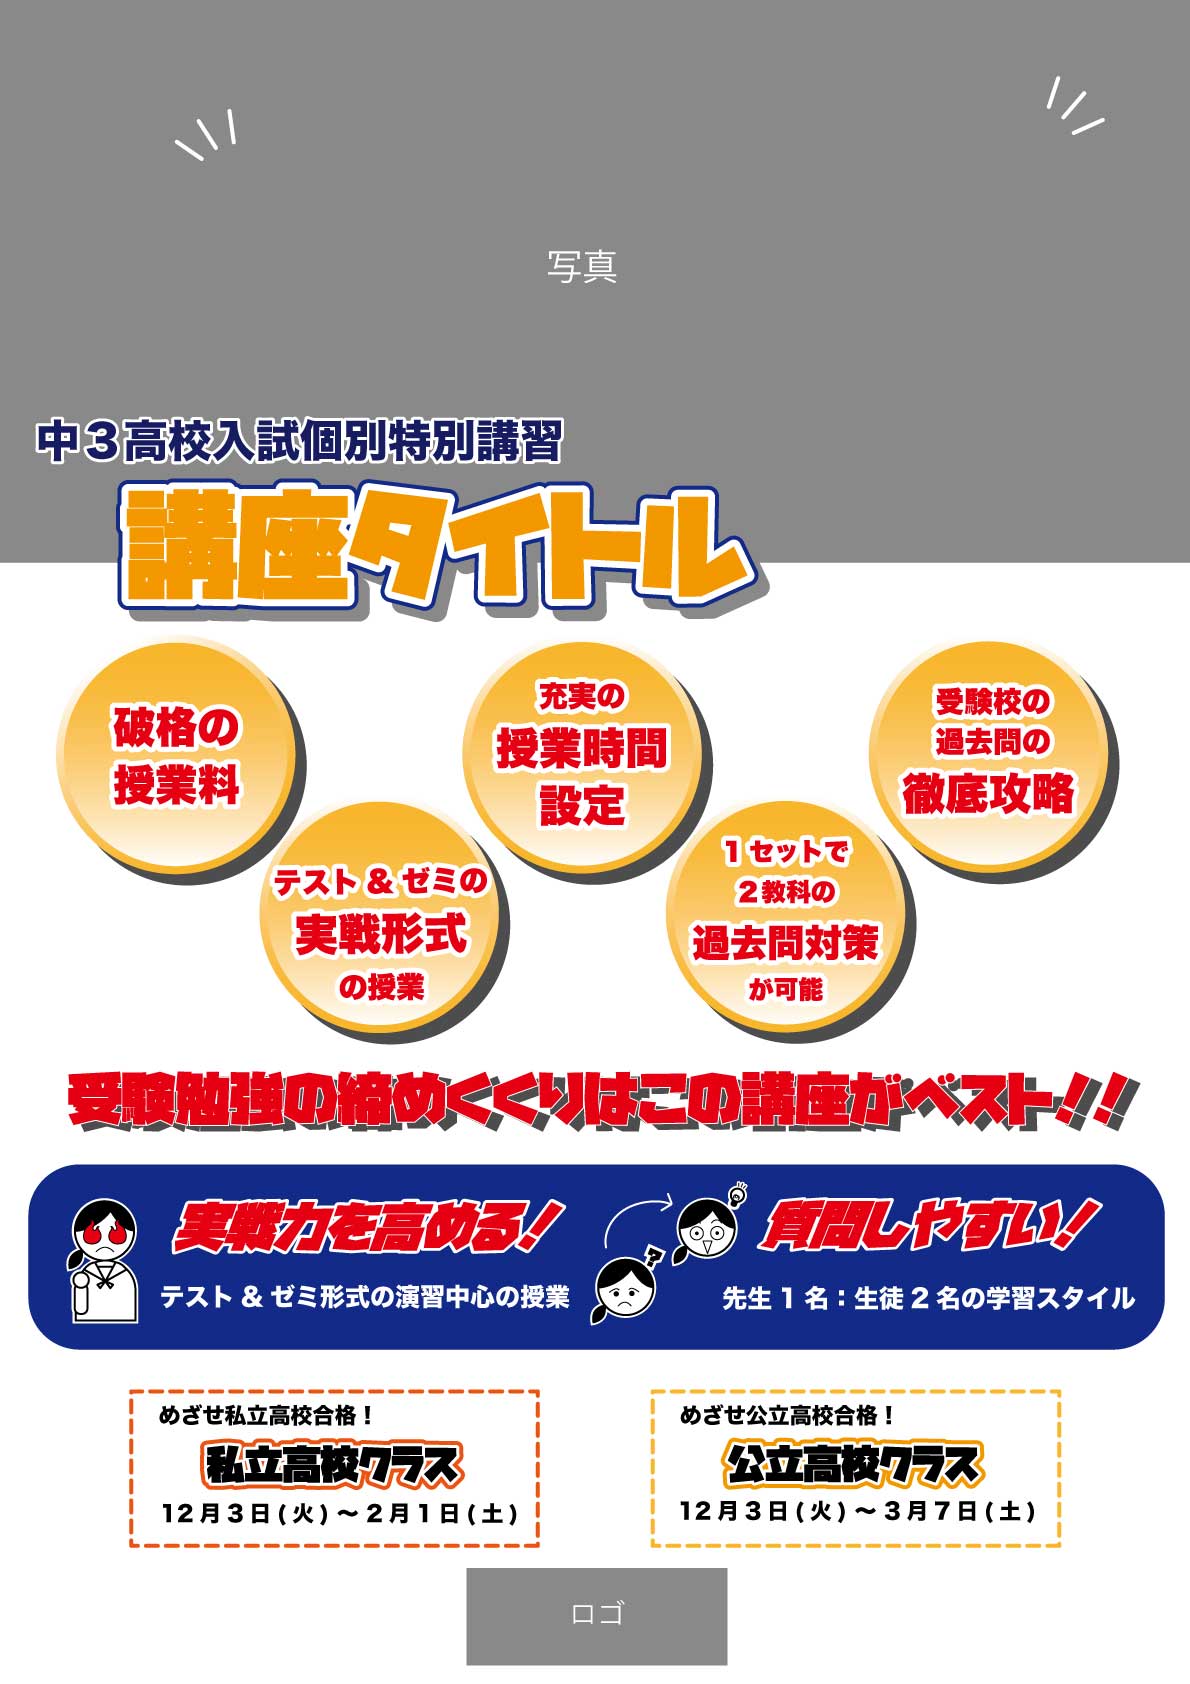 写真
中3高校入試個別特別講習
講座タイトル
破格の
授業料
充実の
授業時間
設定
受験校の
過去問の
徹底攻略
テスト & ゼミの
実戦形式
の授業
1セットで
2教科の
過去問対策
が可能
受験勉強の締めくくりはこの講座がベスト!!
実戦力を高める!
テスト & ゼミ形式の演習中心の授業
?
質問しやすい!
先生1名:生徒2名の学習スタイル
めざせ私立高校合格!
私立高校クラス
12月3日(火)〜2月1日(土)
めざせ公立高校合格!
公立高校クラス
12月3日(火)〜3月7日(土)
ロゴ